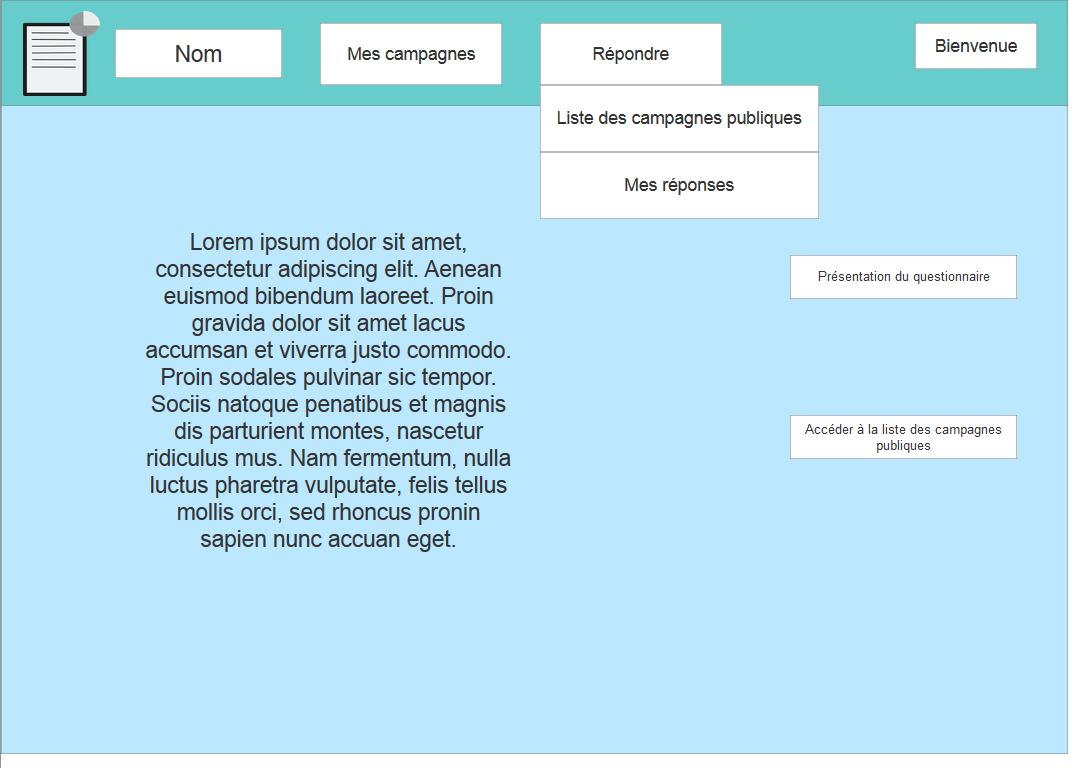 Nom
Mes campagnes
Répondre
Bienvenue
Liste des campagnes publiques
Mes réponses
Lorem ipsum dolor sit amet,
consectetur adipiscing elit. Aenean
euismod bibendum laoreet. Proin
gravida dolor sit amet lacus
accumsan et viverra justo commodo.
Proin sodales pulvinar sic tempor.
Sociis natoque penatibus et magnis
dis parturient montes, nascetur
ridiculus mus. Nam fermentum, nulla
luctus pharetra vulputate, felis tellus
mollis orci, sed rhoncus pronin
sapien nunc accuan eget.
Présentation du questionnaire
Accéder à la liste des campagnes
publiques